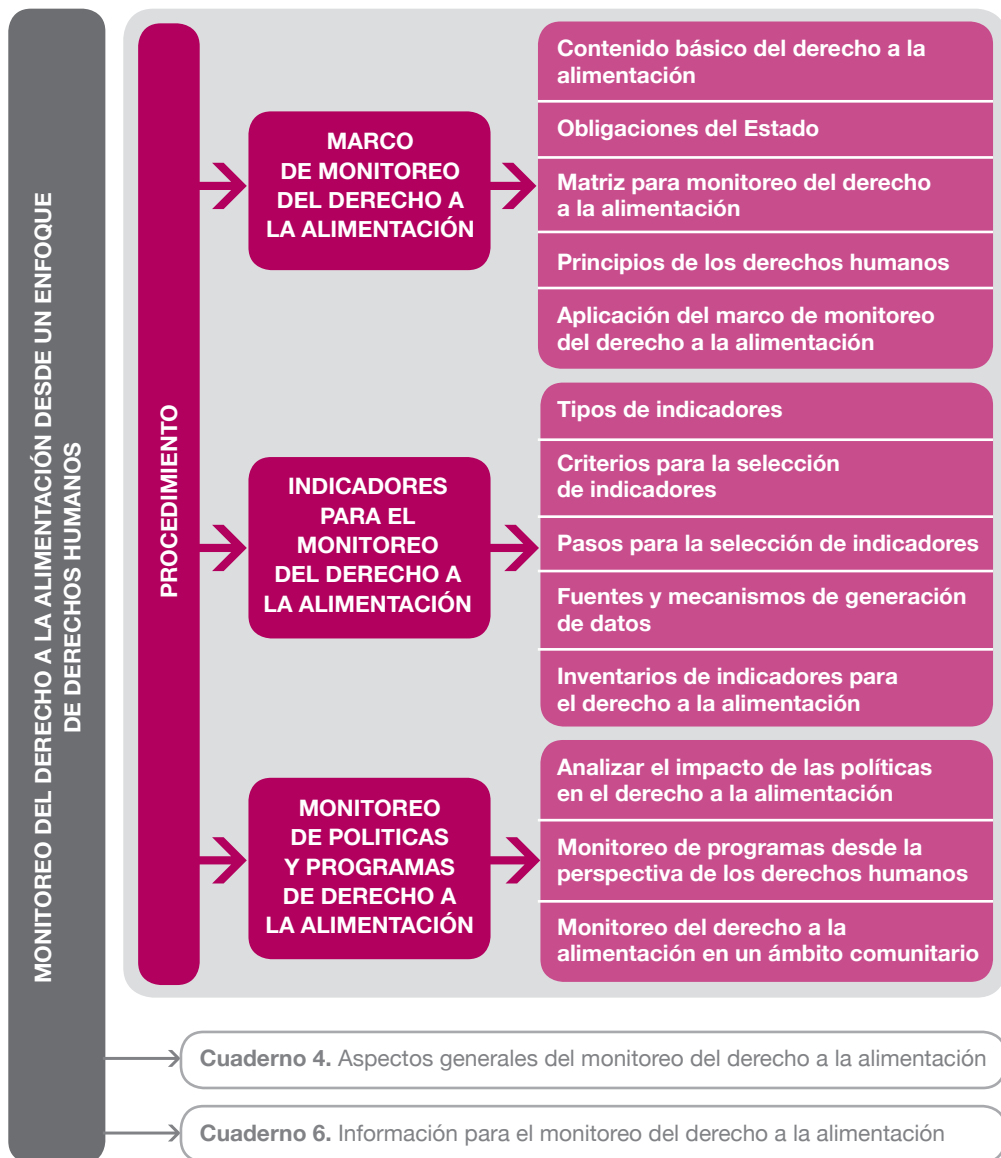 MONITOREO DEL DERECHO A LA ALIMENTACIÓN DESDE UN ENFOQUE
DE DERECHOS HUMANOS
PROCEDIMIENTO
MARCO
DE MONITOREO
DEL DERECHO A
LA ALIMENTACIÓN
Contenido básico del derecho a la
alimentación
Obligaciones del Estado
Matriz para monitoreo del derecho
a la alimentación
Principios de los derechos humanos
Aplicación del marco de monitoreo
del derecho a la alimentación
INDICADORES
PARA EL
MONITOREO
DEL DERECHO A
LA ALIMENTACIÓN
Tipos de indicadores
Criterios para la selección
de indicadores
Pasos para la selección de indicadores
Fuentes y mecanismos de generación
de datos
Inventarios de indicadores para
el derecho a la alimentación
MONITOREO
DE POLITICAS
Y PROGRAMAS
DE DERECHO A
LA ALIMENTACIÓN
Analizar el impacto de las políticas
en el derecho a la alimentación
Monitoreo de programas desde la
perspectiva de los derechos humanos
Monitoreo del derecho a la
alimentación en un ámbito comunitario
Cuaderno 4. Aspectos generales del monitoreo del derecho a la alimentación
Cuaderno 6. Información para el monitoreo del derecho a la alimentación